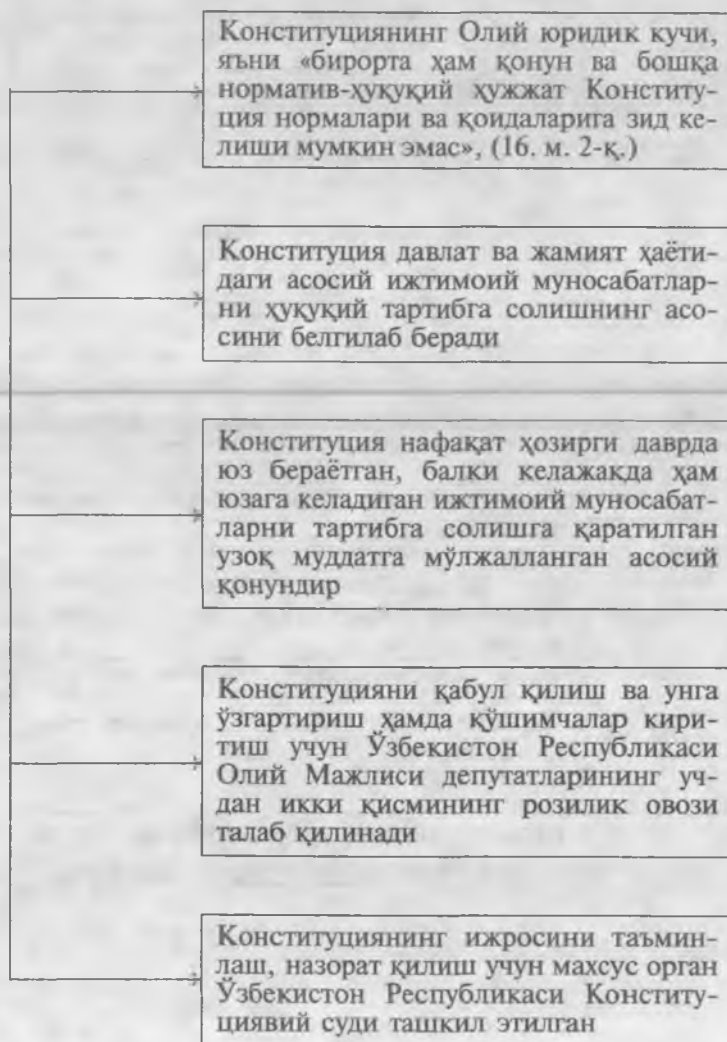 Конституциянинг Олий юридик кучи,
яъни «бирорта ҳам қонун ва бошқа
норматив-ҳуқуқий ҳужжат Конститу-
ция нормалари ва қоидаларига зид ке-
лиши мумкин эмас», (16. м. 2-қ.)
Конституция давлат ва жамият ҳаёти-
даги асосий ижтимоий муносабатлар-
ни ҳуқуқий тартибга солишнинг асо-
сини белгилаб беради
Конституция нафақат ҳозирги даврда
юз бераётган, балки келажакда ҳам
юзага келадиган ижтимоий муносабат-
ларни тартибга солишга қаратилган
узоқ муддатга мўлжалланган асосий
қонундир
Конституцияни қабул қилиш ва унга
ўзгартириш ҳамда қўшимчалар кири-
тиш учун Ўзбекистон Республикаси
Олий Мажлиси депутатларининг уч-
дан икки қисмининг розилик овози
талаб қилинади
Конституциянинг ижросини таъмин-
лаш, назорат қилиш учун махсус орган
Ўзбекистон Республикаси Конститу-
циявий суди ташкил этилган